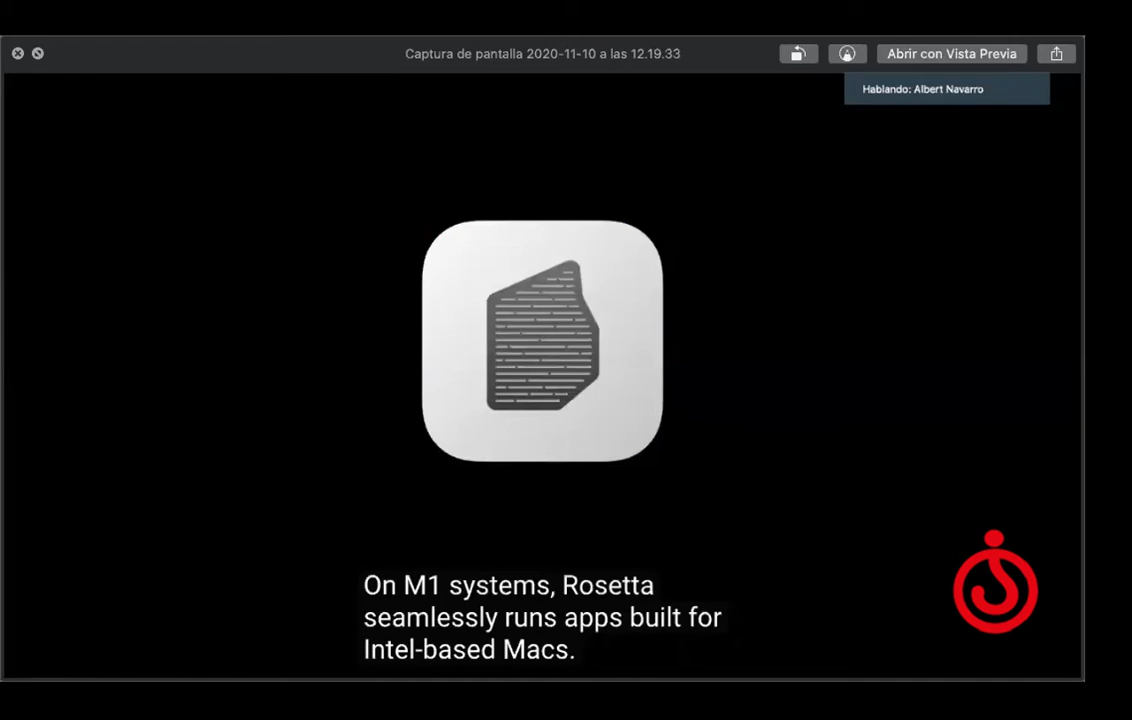 Captura de pantalla 2020-11-10 a las 12.19.33
Abrir con Vista Previa
Hablando: Albert Navarro
On M1 systems, Rosetta
seamlessly runs apps built for
Intel-based Macs.